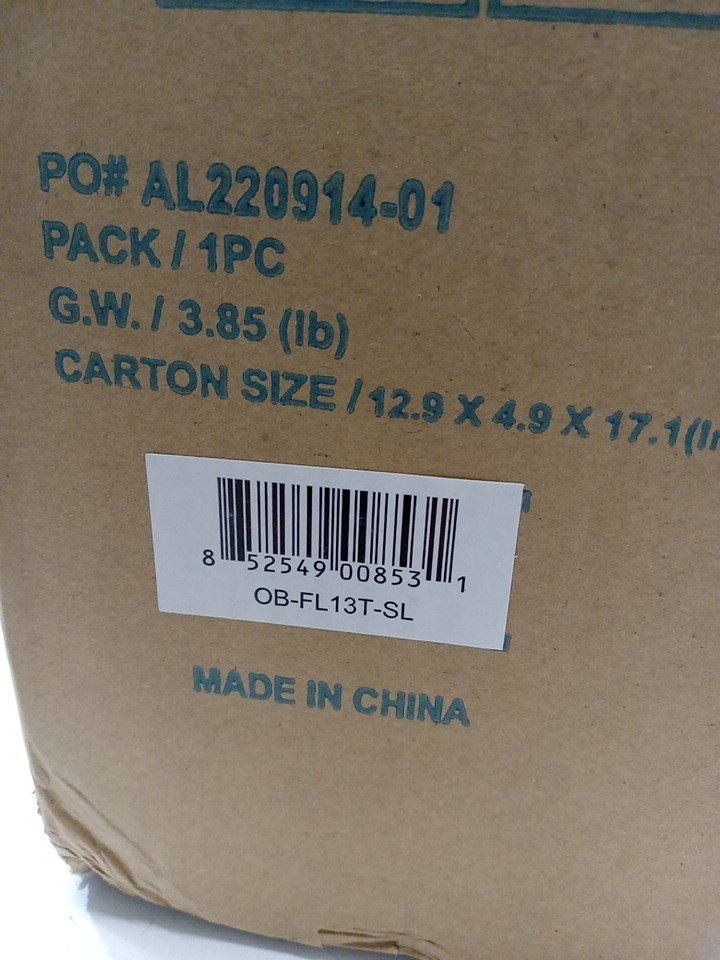 PO# AL220914-01
PACK / 1PC
G.W. / 3.85 (lb)
CARTON SIZE / 12.9 X 4.9 X 17.1(In
8 52549 00853 1
OB-FL13T-SL
MADE IN CHINA